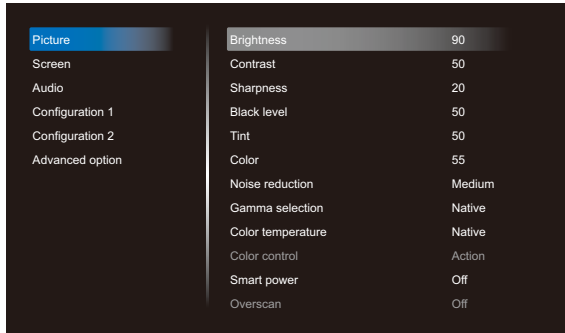 Picture
Screen
Audio
Configuration 1
Configuration 2
Advanced option
Brightness 90
Contrast 50
Sharpness 20
Black level 50
Tint 50
Color 55
Noise reduction Medium
Gamma selection Native
Color temperature Native
Color control Action
Smart power Off
Overscan Off